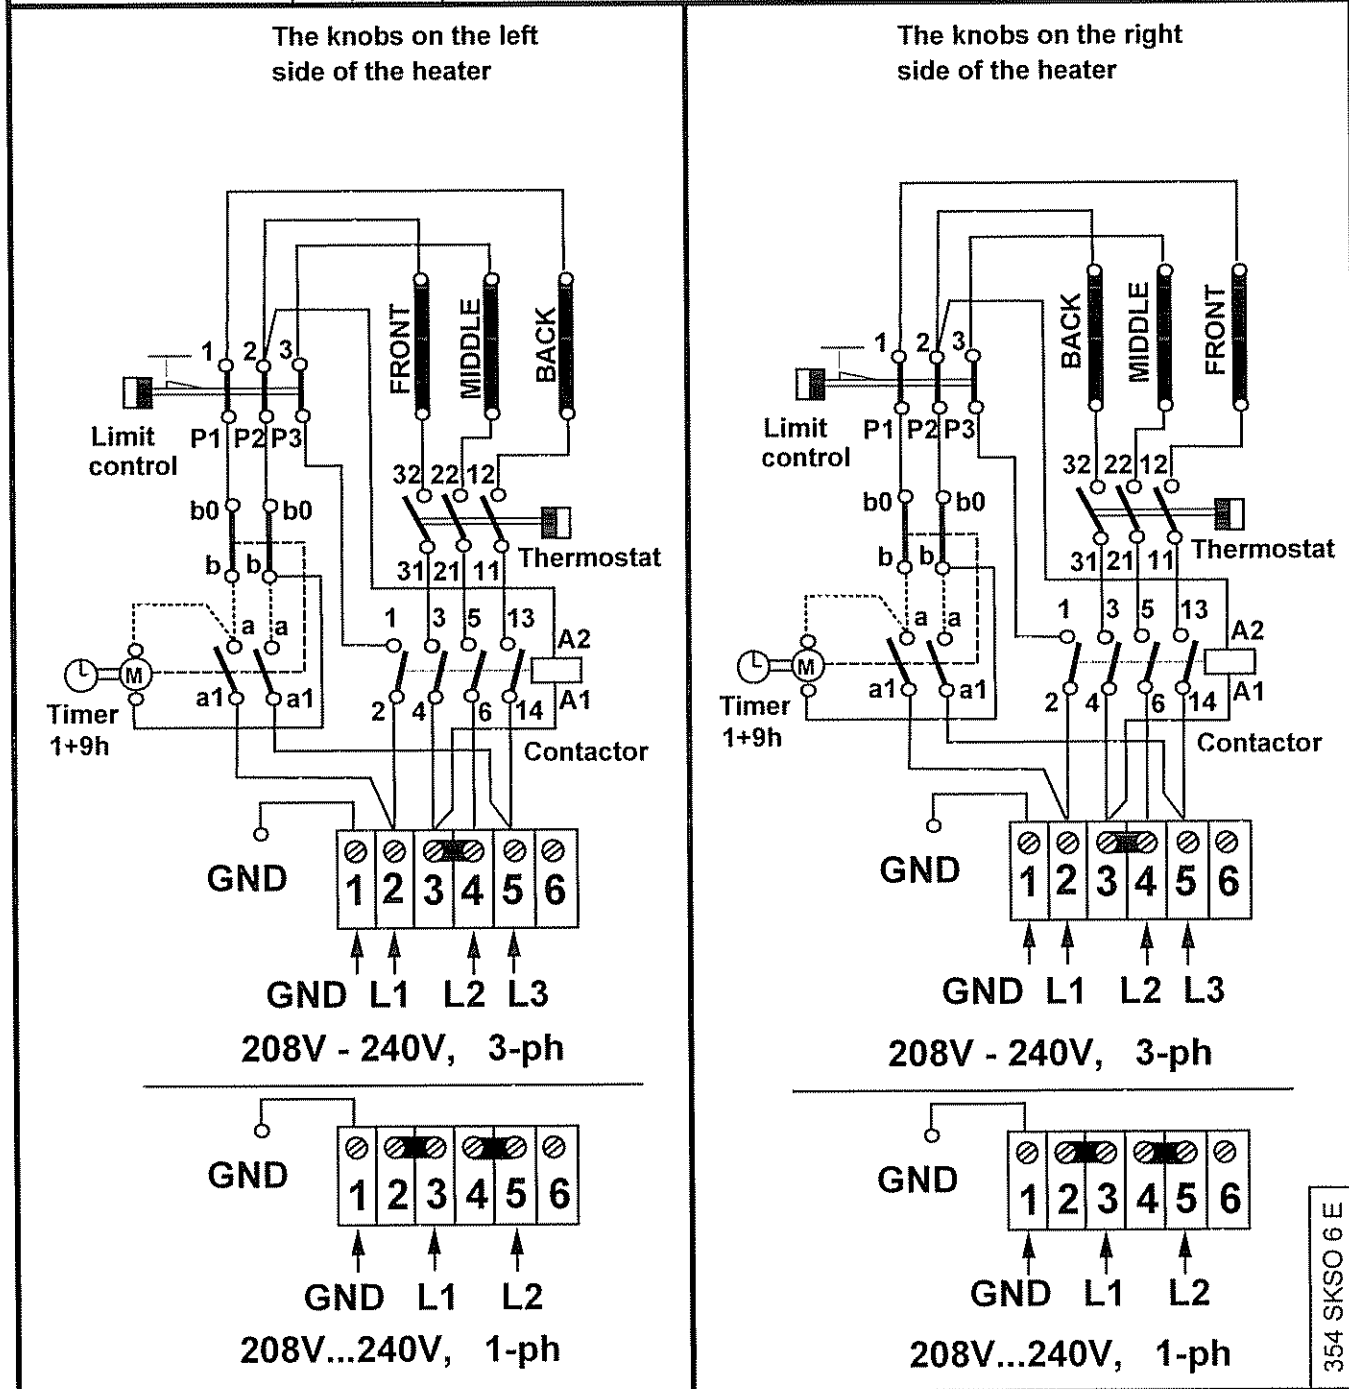 The knobs on the left
side of the heater
1 2 3
FRONT
MIDDLE
BACK
Limit
control
P1 P2 P3
32 22 12
b0 b0
Thermostat
b b
31 21 11
1 3 5 13
a a
A2
M
a1 a1
2 4 6 14 A1
Timer
1+9h
Contactor
GND
1 2 3 4 5 6
GND L1 L2 L3
208V - 240V, 3-ph
GND
1 2 3 4 5 6
GND L1 L2
208V...240V, 1-ph
The knobs on the right
side of the heater
1 2 3
BACK
MIDDLE
FRONT
Limit
control
P1 P2 P3
32 22 12
b0 b0
Thermostat
b b
31 21 11
1 3 5 13
a a
A2
M
a1 a1
2 4 6 14 A1
Timer
1+9h
Contactor
GND
1 2 3 4 5 6
GND L1 L2 L3
208V - 240V, 3-ph
GND
1 2 3 4 5 6
GND L1 L2
208V...240V, 1-ph
354 SKSO 6 E